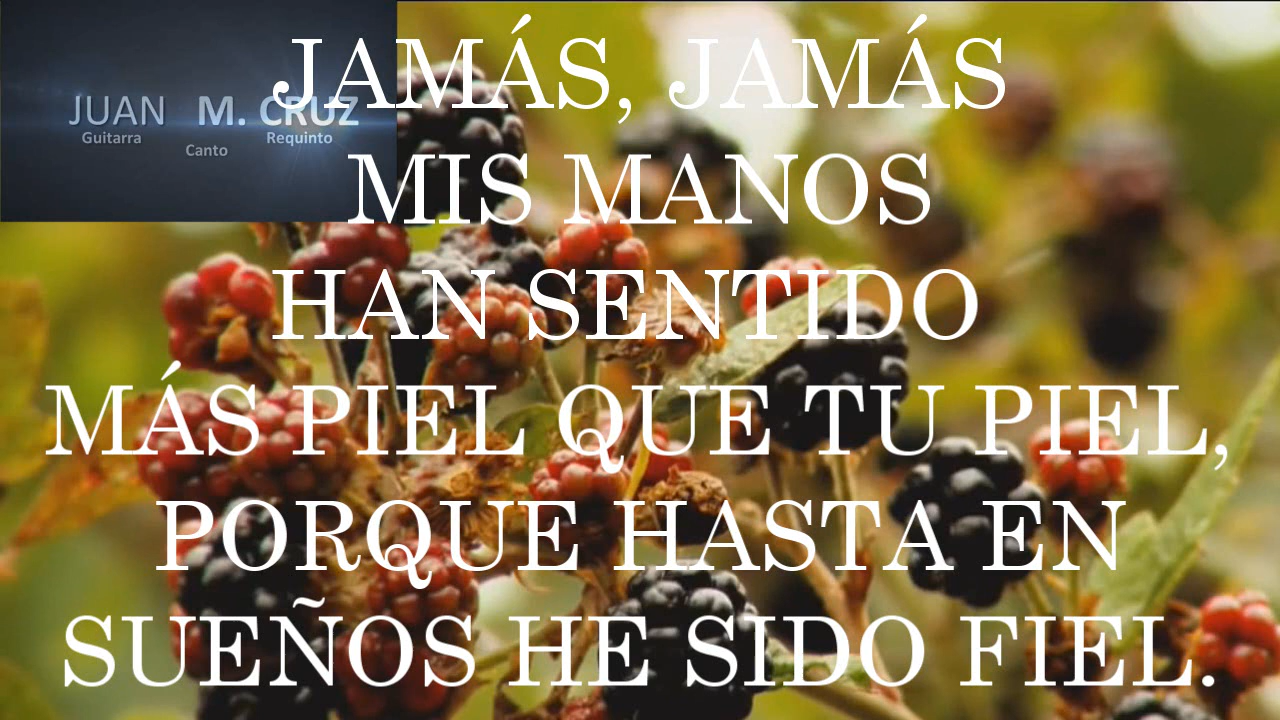 JUAN M. CRUZ
Guitarra Requinto
Canto
JAMÁS, JAMÁS
MIS MANOS
HAN SENTIDO
MÁS PIEL QUE TU PIEL,
PORQUE HASTA EN
SUEÑOS HE SIDO FIEL.